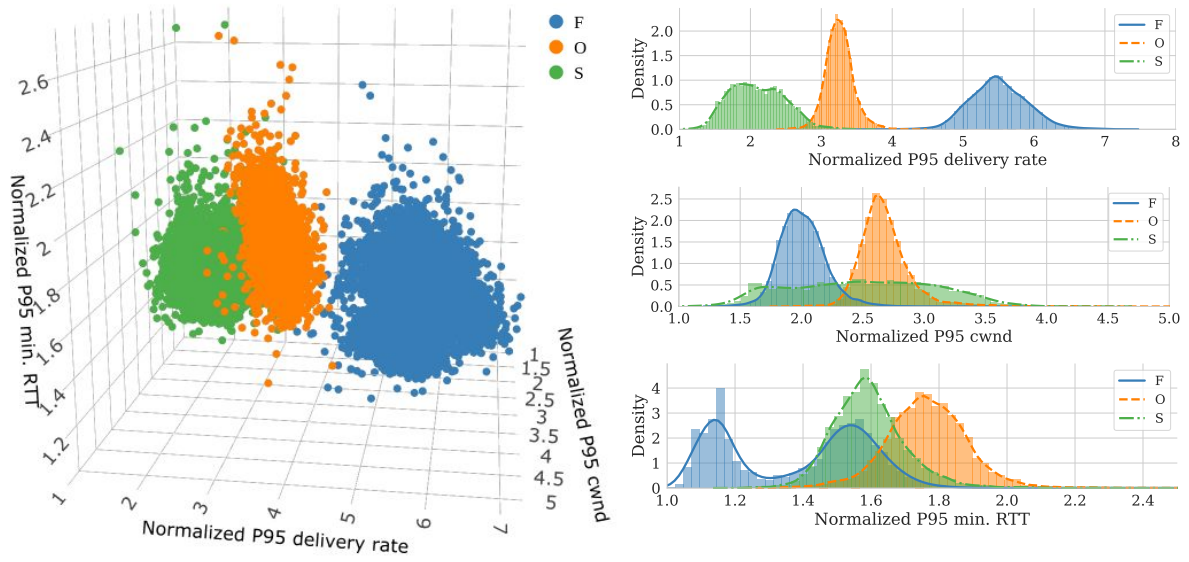 F
O
S
2.6
2.4
2.2
2
1.8
1.6
1.4
1.2
Normalized P95 min. RTT
1
2
3
4
5
6
7
Normalized P95 delivery rate
1
1.5
2
2.5
3
3.5
4
4.5
5
Normalized P95 cwnd
2.0
1.5
1.0
0.5
0.0
Density
F
O
S
1 2 3 4 5 6 7 8
Normalized P95 delivery rate
2.5
2.0
1.5
1.0
0.5
0.0
Density
F
O
S
1.0 1.5 2.0 2.5 3.0 3.5 4.0 4.5 5.0
Normalized P95 cwnd
4
3
2
1
0
Density
F
O
S
1.0 1.2 1.4 1.6 1.8 2.0 2.2 2.4
Normalized P95 min. RTT